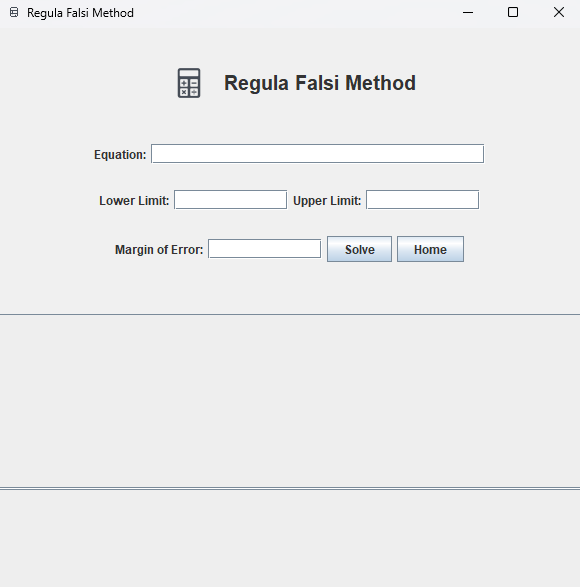 Regula Falsi Method
Regula Falsi Method
Equation:
Lower Limit: Upper Limit:
Margin of Error: Solve Home